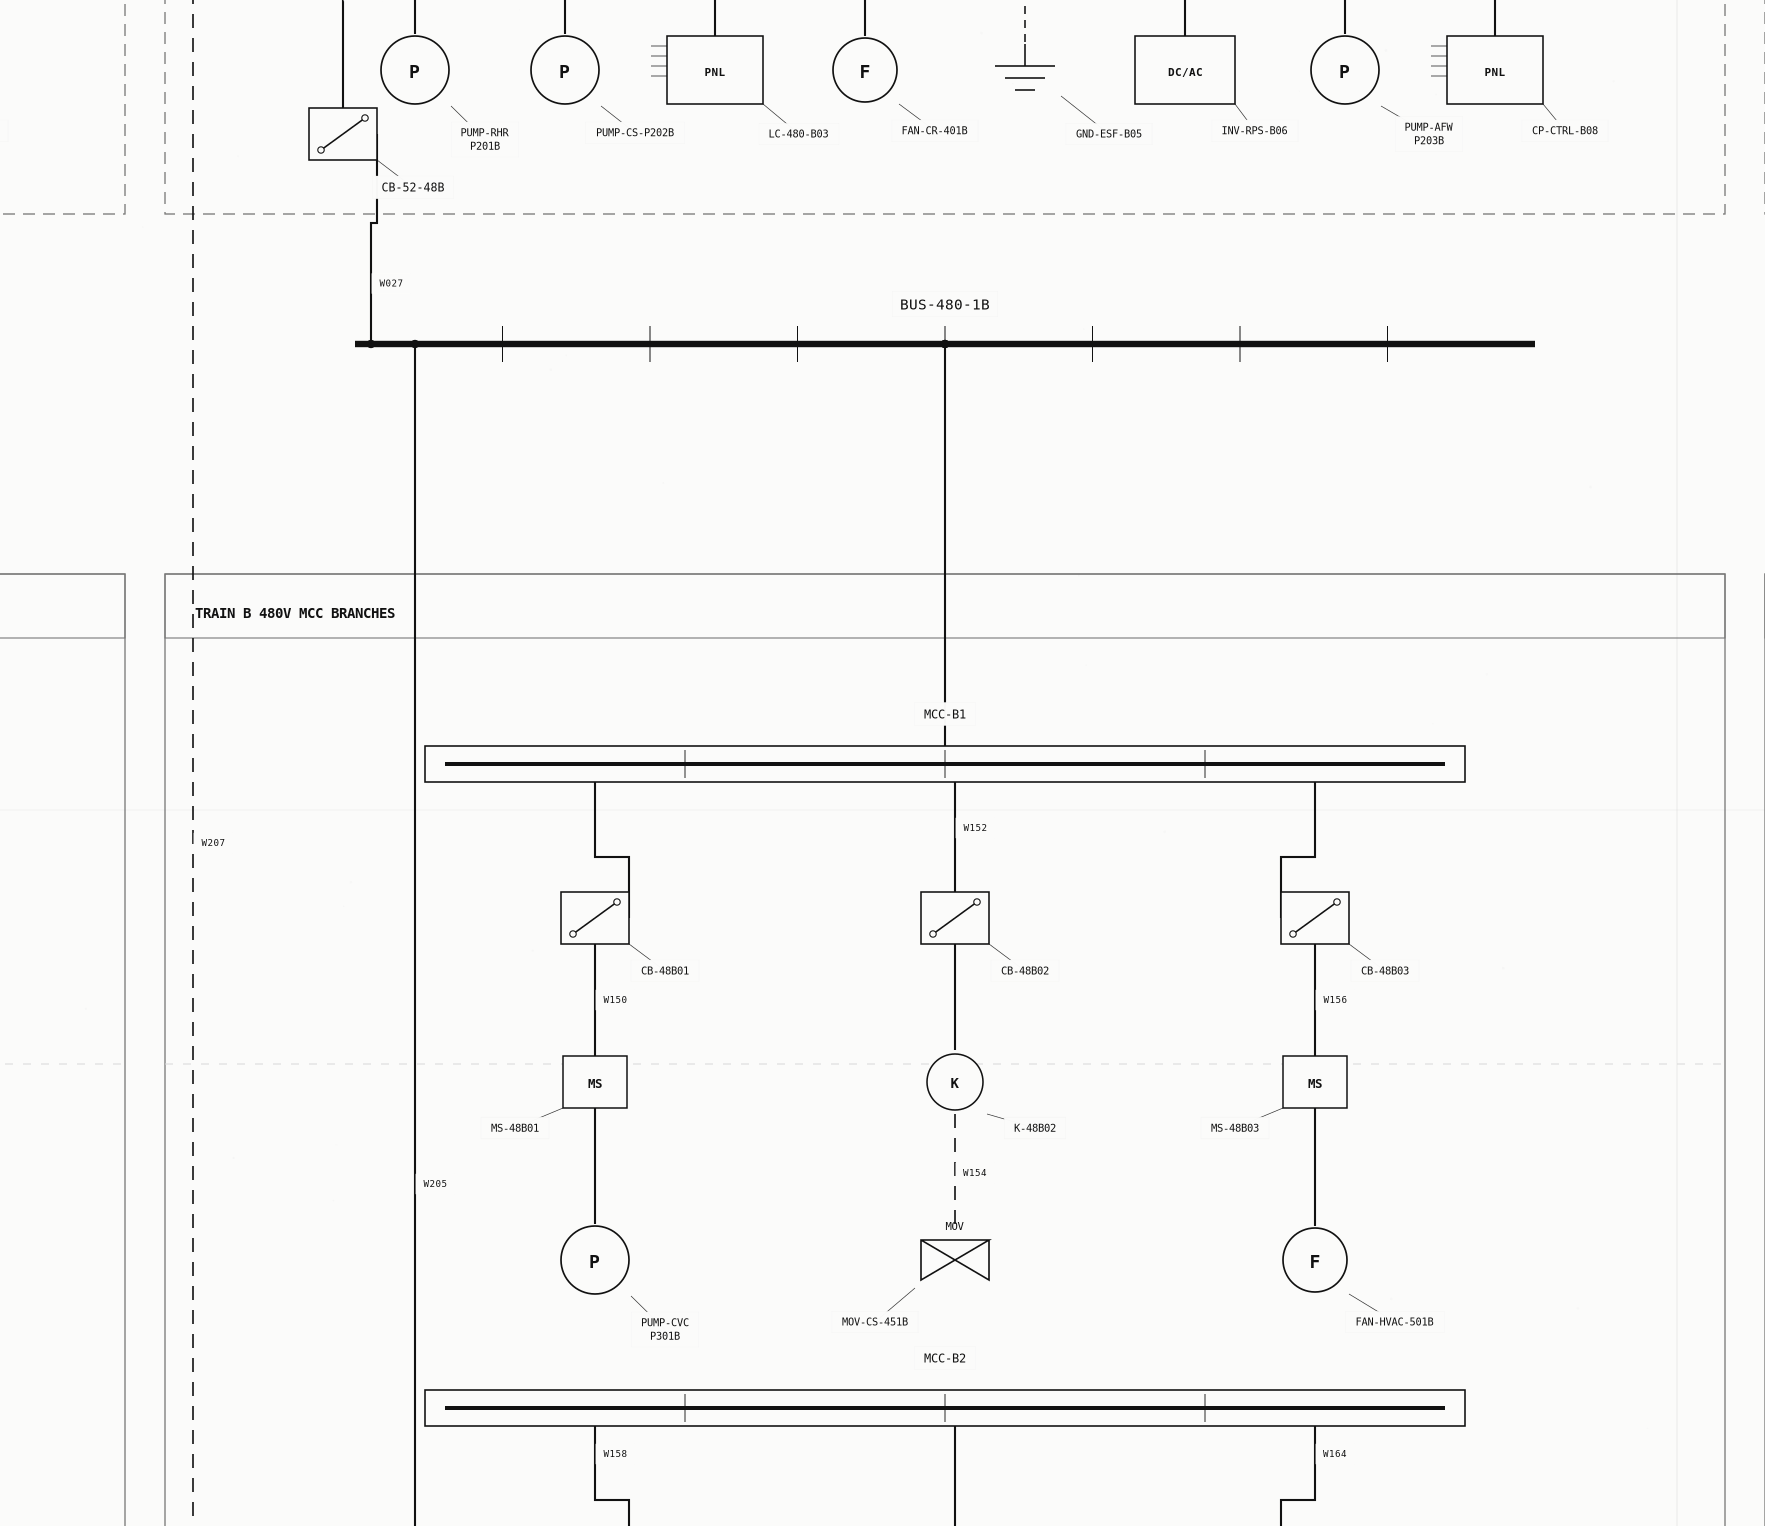 P
P
PNL
F
DC/AC
P
PNL
PUMP-RHR
P201B
PUMP-CS-P202B
LC-480-B03
FAN-CR-401B
GND-ESF-B05
INV-RPS-B06
PUMP-AFW
P203B
CP-CTRL-B08
CB-52-48B
W027
BUS-480-1B
TRAIN B 480V MCC BRANCHES
MCC-B1
W207
W152
CB-48B01
CB-48B02
CB-48B03
W150
W156
MS
K
MS
MS-48B01
K-48B02
MS-48B03
W205
W154
MOV
P
F
PUMP-CVC
P301B
MOV-CS-451B
FAN-HVAC-501B
MCC-B2
W158
W164